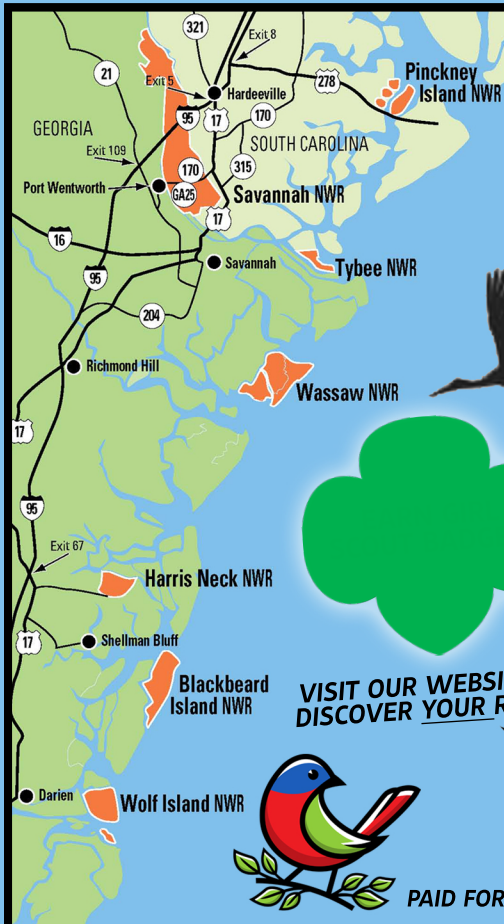 321
Exit 8
21
Exit 5
Hardeeville
278
Pinckney
Island NWR
GEORGIA
95
17
170
SOUTH CAROLINA
Exit 109
170
315
Port Wentworth
GA25
Savannah NWR
17
16
Savannah
Tybee NWR
95
204
Richmond Hill
Wassaw NWR
17
95
Exit 67
Harris Neck NWR
17
Shellman Bluff
Blackbeard
Island NWR
VISIT OUR WEBSI
DISCOVER YOUR R
Darien
Wolf Island NWR
PAID FOR